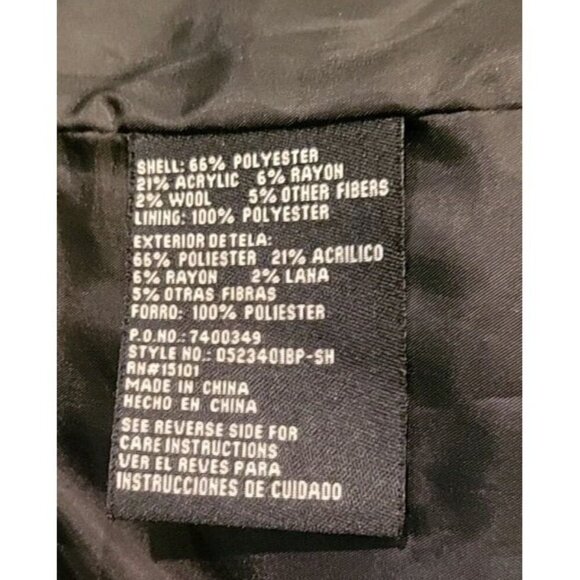 SHELL: 66% POLYESTER
21% ACRYLIC 6% RAYON
2% WOOL 5% OTHER FIBERS
LINING: 100% POLYESTER
EXTERIOR DE TELA:
66% POLIESTER 21% ACRILICO
6% RAYON 2% LANA
5% OTRAS FIBRAS
FORRO: 100% POLIESTER
P.O.NO.: 7400349
STYLE NO.: 0523401BP-SH
RN#15101
MADE IN CHINA
HECHO EN CHINA
SEE REVERSE SIDE FOR
CARE INSTRUCTIONS
VER EL REVES PARA
INSTRUCCIONES DE CUIDADO